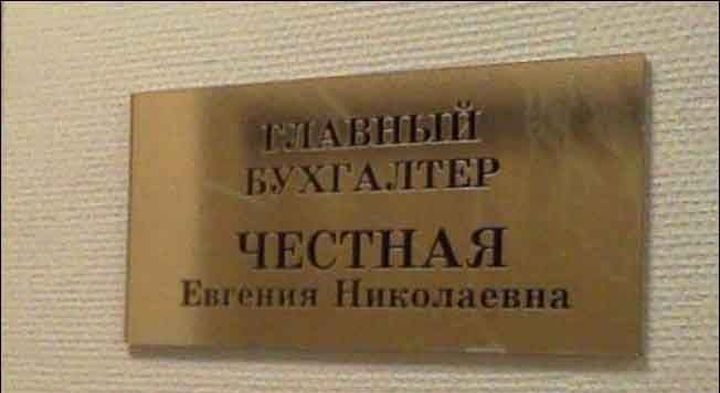 ГЛАВНЫЙ
БУХГАЛТЕР
ЧЕСТНАЯ
Евгения Николаевна